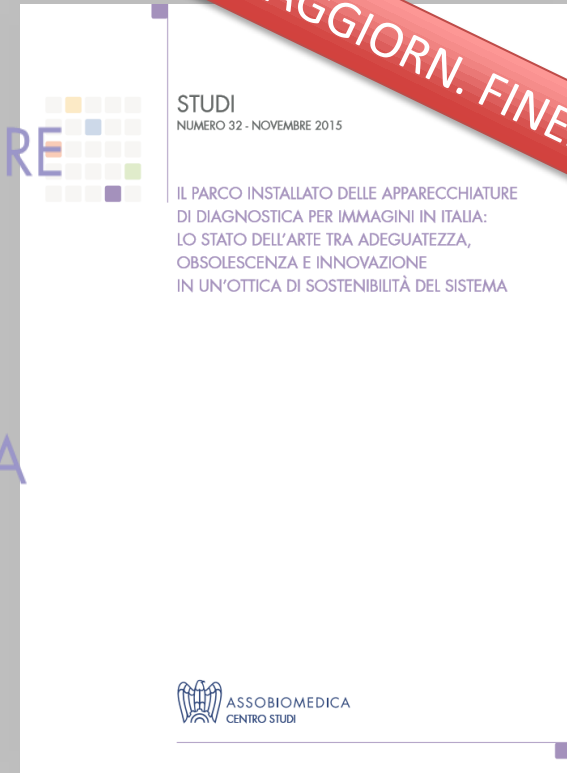 AGGIORN. FINE
STUDI
NUMERO 32 - NOVEMBRE 2015
RE
IL PARCO INSTALLATO DELLE APPARECCHIATURE
DI DIAGNOSTICA PER IMMAGINI IN ITALIA:
LO STATO DELL'ARTE TRA ADEGUATEZZA,
OBSOLESCENZA E INNOVAZIONE
IN UN'OTTICA DI SOSTENIBILITÀ DEL SISTEMA
A
ASSOBIOMEDICA
CENTRO STUDI